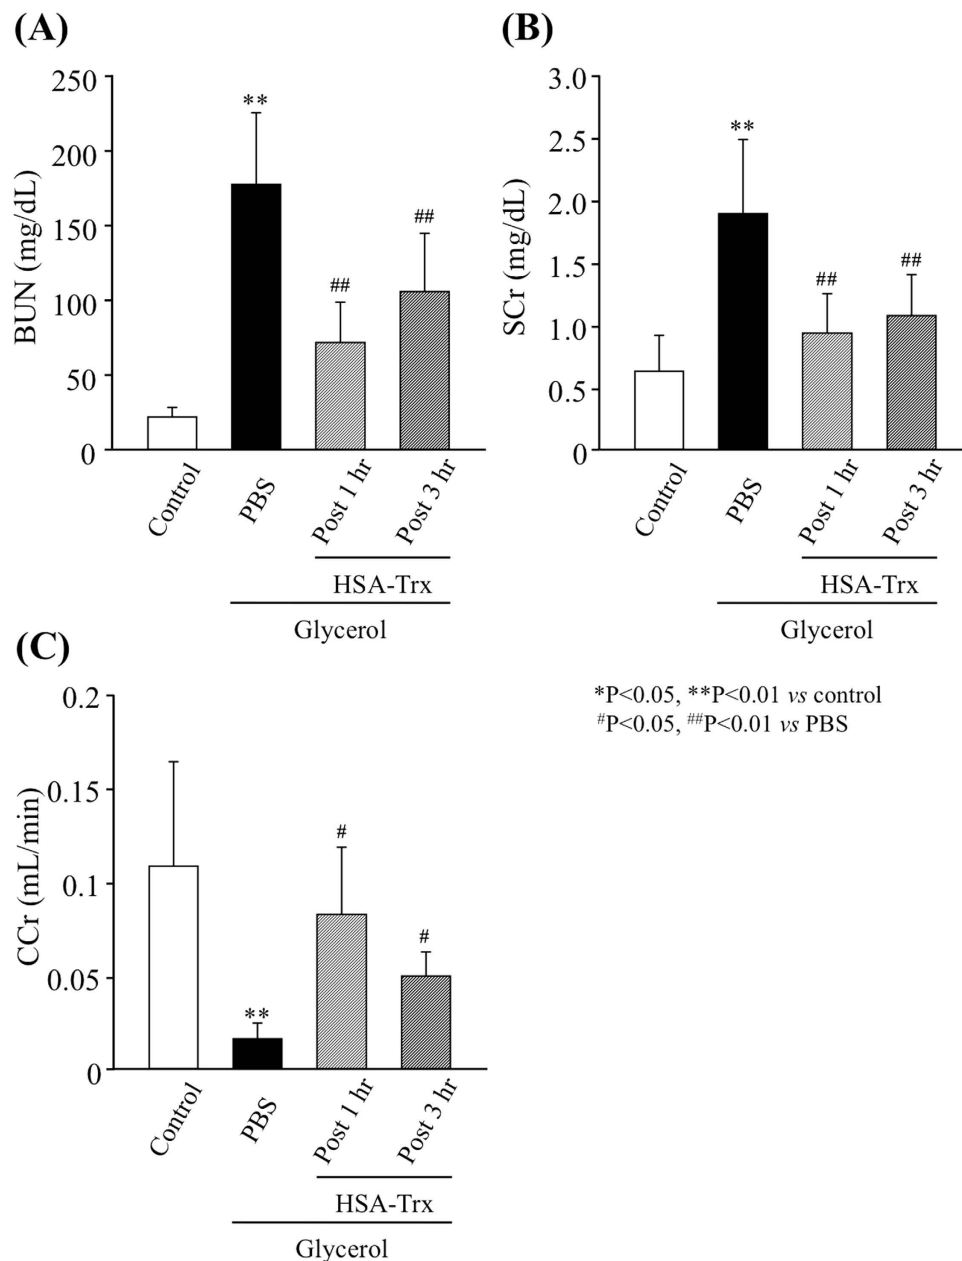 (A)
250
200
150
100
50
0
BUN (mg/dL)
**
##
##
Control
PBS
Post 1 hr
Post 3 hr
HSA-Trx
Glycerol
(B)
3.0
2.5
2.0
1.5
1.0
0.5
0
SCr (mg/dL)
**
##
##
Control
PBS
Post 1 hr
Post 3 hr
HSA-Trx
Glycerol
(C)
0.2
0.15
0.1
0.05
0
CCr (mL/min)
**
#
#
Control
PBS
Post 1 hr
Post 3 hr
HSA-Trx
Glycerol
*P<0.05, **P<0.01 vs control
#P<0.05, ##P<0.01 vs PBS